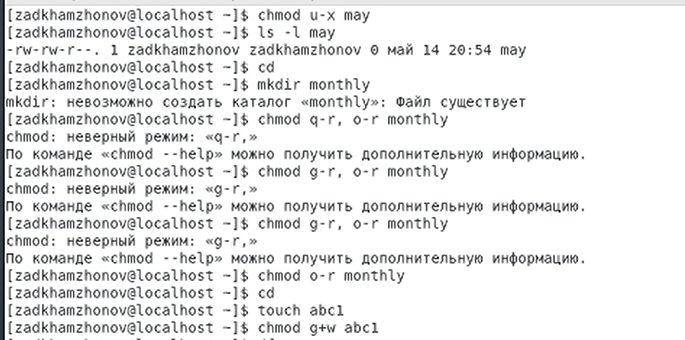 [zadkhamzhonov@localhost ~]$ chmod u-x may
[zadkhamzhonov@localhost ~]$ ls -l may
-rw-rw-r--. 1 zadkhamzhonov zadkhamzhonov 0 май 14 20:54 may
[zadkhamzhonov@localhost ~]$ cd
[zadkhamzhonov@localhost ~]$ mkdir monthly
mkdir: невозможно создать каталог «monthly»: Файл существует
[zadkhamzhonov@localhost ~]$ chmod q-r, o-r monthly
chmod: неверный режим: «q-r,»
По команде «chmod --help» можно получить дополнительную информацию.
[zadkhamzhonov@localhost ~]$ chmod g-r, o-r monthly
chmod: неверный режим: «g-r,»
По команде «chmod --help» можно получить дополнительную информацию.
[zadkhamzhonov@localhost ~]$ chmod g-r, o-r monthly
chmod: неверный режим: «g-r,»
По команде «chmod --help» можно получить дополнительную информацию.
[zadkhamzhonov@localhost ~]$ chmod o-r monthly
[zadkhamzhonov@localhost ~]$ cd
[zadkhamzhonov@localhost ~]$ touch abc1
[zadkhamzhonov@localhost ~]$ chmod g+w abc1